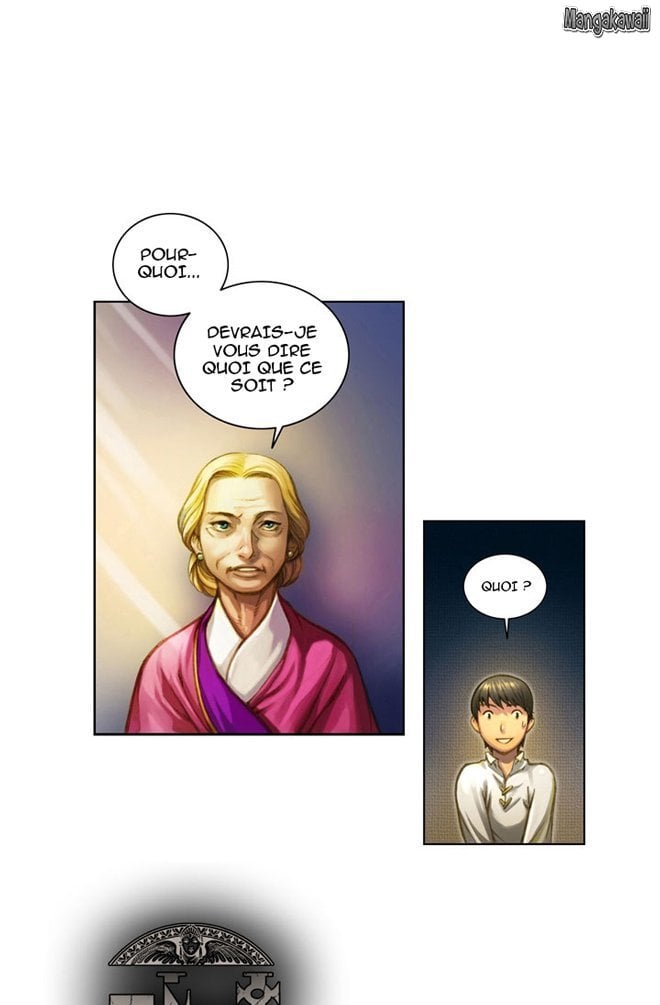 Mangakawaii
POUR-
QUOI...
DEVRAIS-JE
VOUS DIRE
QUOI QUE CE
SOIT ?
QUOI ?